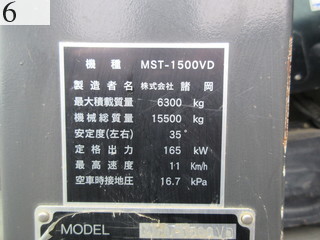 6
機種 MST-1500VD
製造者名 株式会社 諸岡
最大積載質量 6300 kg
機械総質量 15500 kg
安定度(左右) 35°
定格出力 165 kW
最高速度 11 Km/h
空車時接地圧 16.7 kPa
MODEL